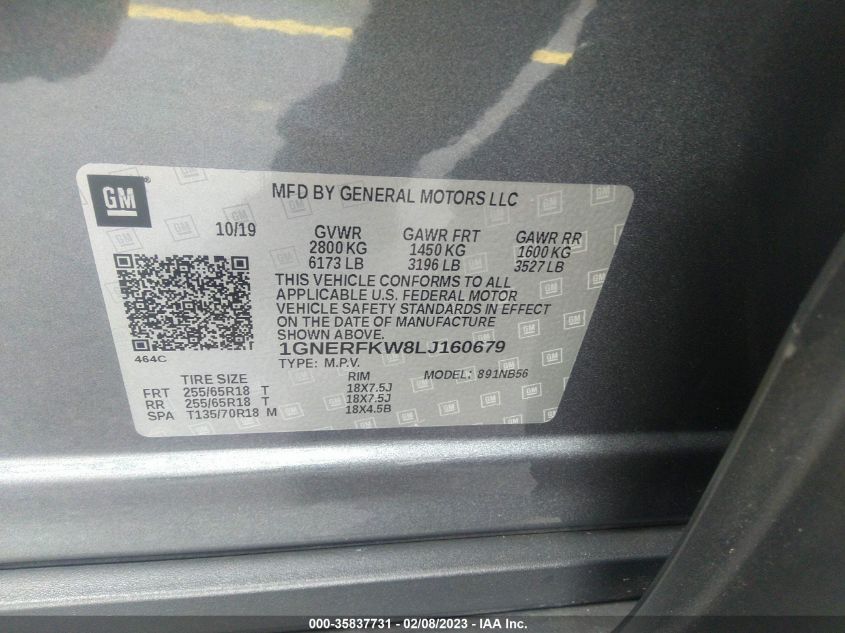 GM ®
MFD BY GENERAL MOTORS LLC
10/19 GVWR GAWR FRT GAWR RR
2800 KG 1450 KG 1600 KG
6173 LB 3196 LB 3527 LB
THIS VEHICLE CONFORMS TO ALL
APPLICABLE U.S. FEDERAL MOTOR
VEHICLE SAFETY STANDARDS IN EFFECT
ON THE DATE OF MANUFACTURE
SHOWN ABOVE.
464C
1GNERFKW8LJ160679
TYPE: M.P.V. MODEL: 891NB56
TIRE SIZE RIM
FRT 255/65R18 T 18X7.5J
RR 255/65R18 T 18X7.5J
SPA T135/70R18 M 18X4.5B
000-35837731 - 02/08/2023 - IAA Inc.